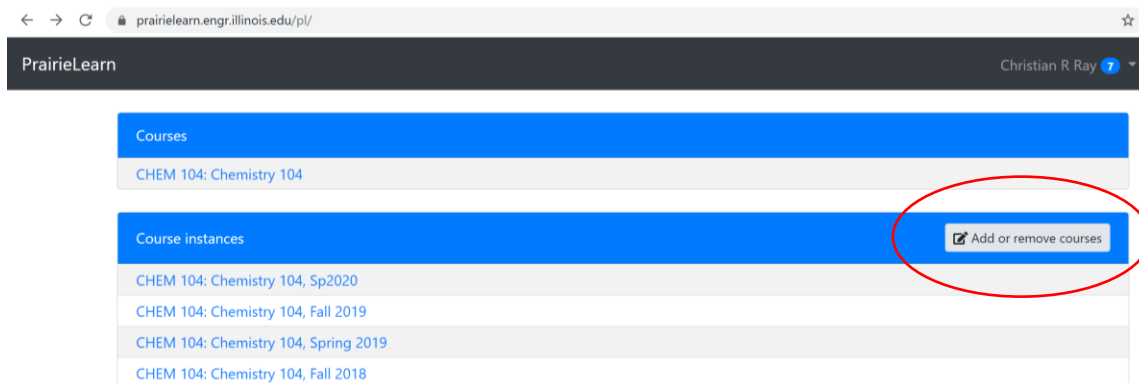 prairielearn.engr.illinois.edu/pl/
PrairieLearn
Christian R Ray 7
Courses
CHEM 104: Chemistry 104
Course instances
Add or remove courses
CHEM 104: Chemistry 104, Sp2020
CHEM 104: Chemistry 104, Fall 2019
CHEM 104: Chemistry 104, Spring 2019
CHEM 104: Chemistry 104, Fall 2018